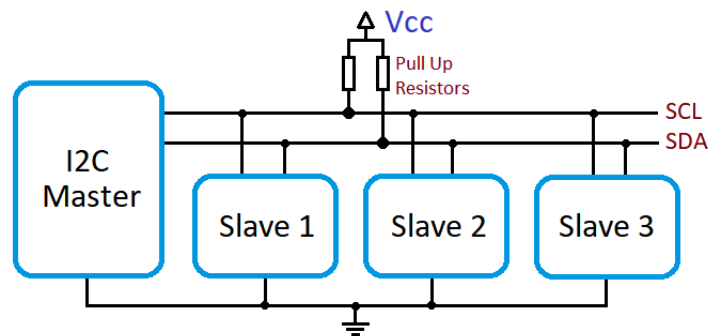 Vcc
Pull Up
Resistors
SCL
SDA
I2C
Master
Slave 1
Slave 2
Slave 3